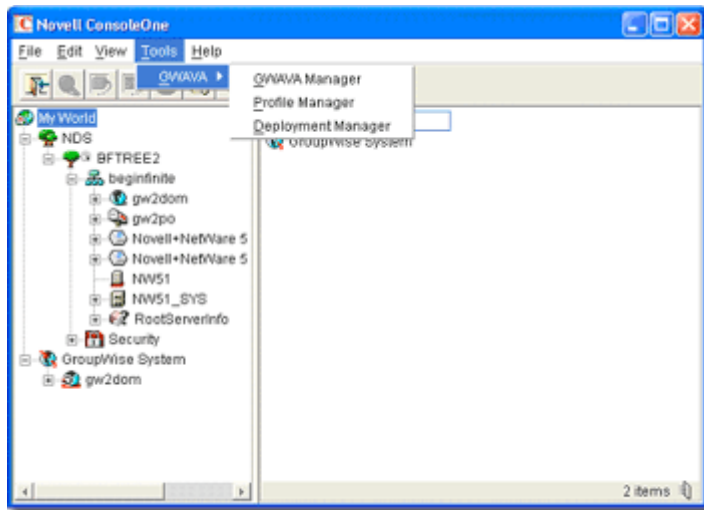 Novell ConsoleOne
File Edit View Tools Help
GWAVA
GWAVA Manager
Profile Manager
Deployment Manager
My World
NDS
BFTREE2
beginfinite
gw2dom
gw2po
Novell+NetWare 5
Novell+NetWare 5
NW51
NW51_SYS
RootServerInfo
Security
GroupWise System
gw2dom
GroupWise System
2 items